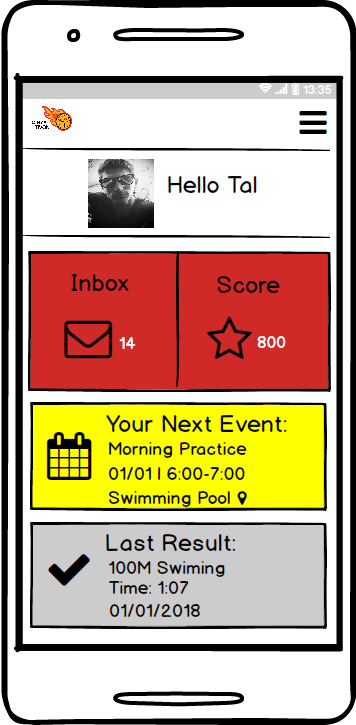 13:35
Hello Tal
Inbox
14
Score
800
Your Next Event:
Morning Practice
01/01 | 6:00-7:00
Swimming Pool
Last Result:
100M Swiming
Time: 1:07
01/01/2018